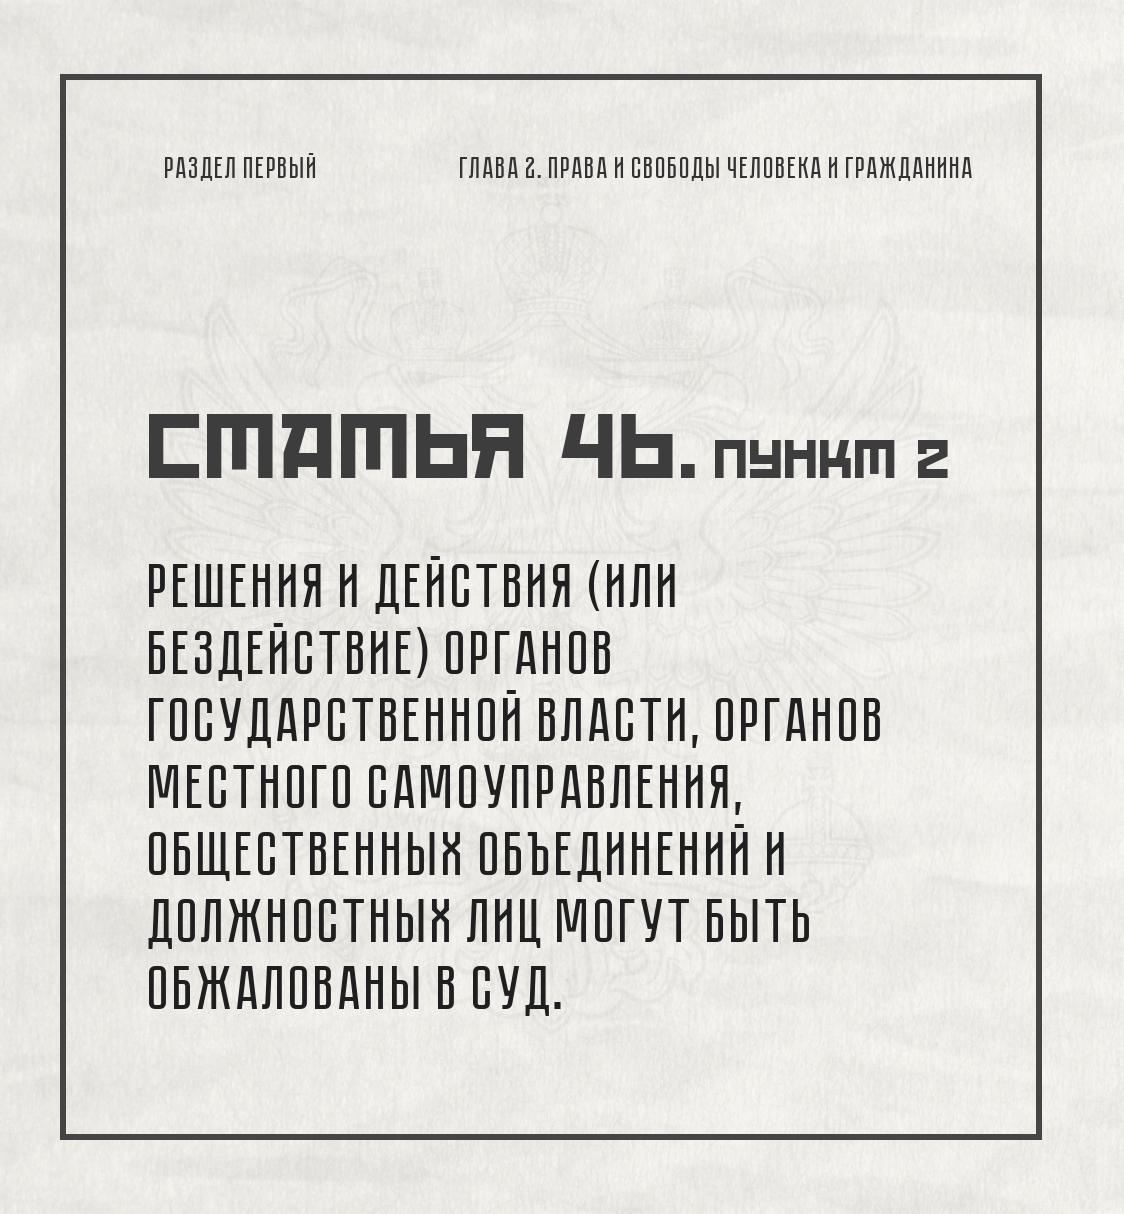 РАЗДЕЛ ПЕРВЫЙ
ГЛАВА 2. ПРАВА И СВОБОДЫ ЧЕЛОВЕКА И ГРАЖДАНИНА
СТАТЬЯ 46. ПУНКТ 2
РЕШЕНИЯ И ДЕЙСТВИЯ (ИЛИ
БЕЗДЕЙСТВИЕ) ОРГАНОВ
ГОСУДАРСТВЕННОЙ ВЛАСТИ, ОРГАНОВ
МЕСТНОГО САМОУПРАВЛЕНИЯ,
ОБЩЕСТВЕННЫХ ОБЪЕДИНЕНИЙ И
ДОЛЖНОСТНЫХ ЛИЦ МОГУТ БЫТЬ
ОБЖАЛОВАНЫ В СУД.